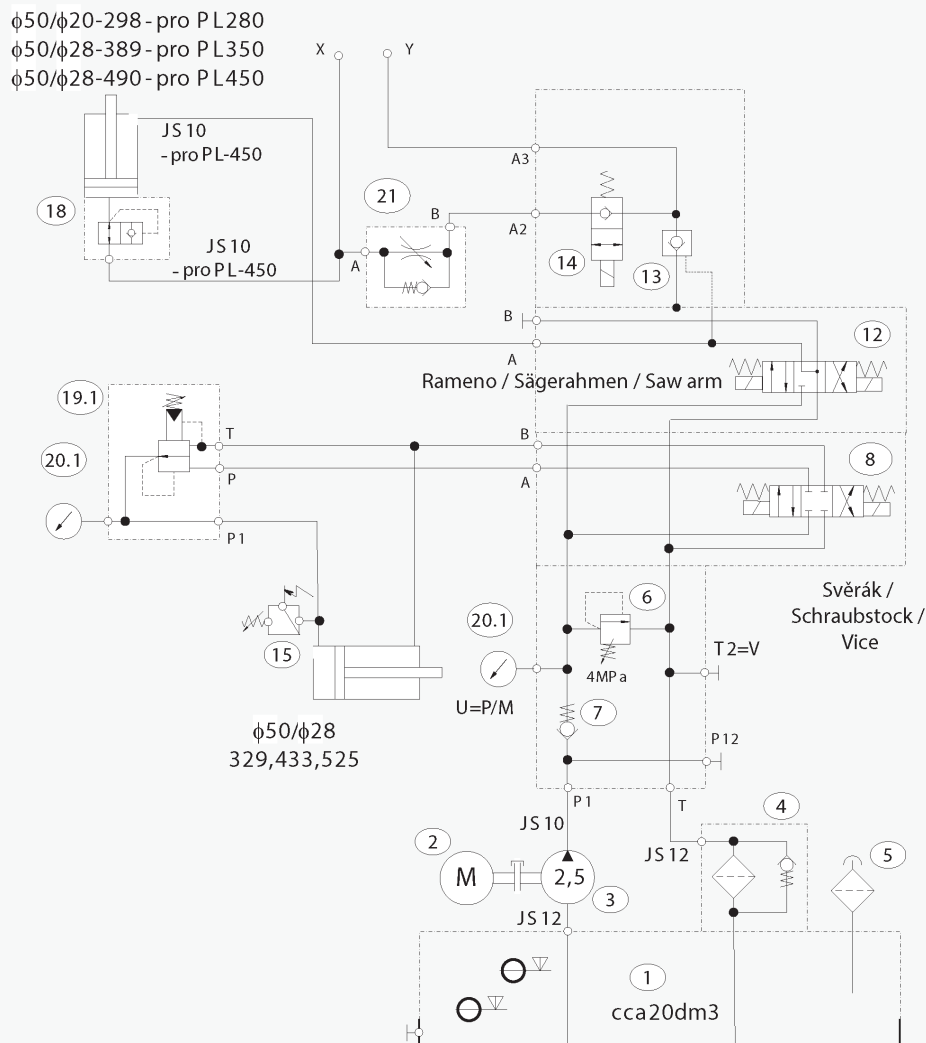 ϕ50/ϕ20-298-pro PL280
ϕ50/ϕ28-389-pro PL350
ϕ50/ϕ28-490-pro PL450
X
Y
JS 10
-pro PL-450
A3
18
21
B
A2
JS 10
-pro PL-450
A
14
13
B
12
A
Rameno / Sägerahmen / Saw arm
19.1
T
B
20.1
P
A
8
P1
Svěrák /
Schraubstock /
Vice
6
20.1
15
4MPa
T2=V
U=P/M
7
ϕ50/ϕ28
329,433,525
P12
P1
T
JS 10
4
2
JS 12
5
M
2,5
3
JS 12
1
cca20dm3